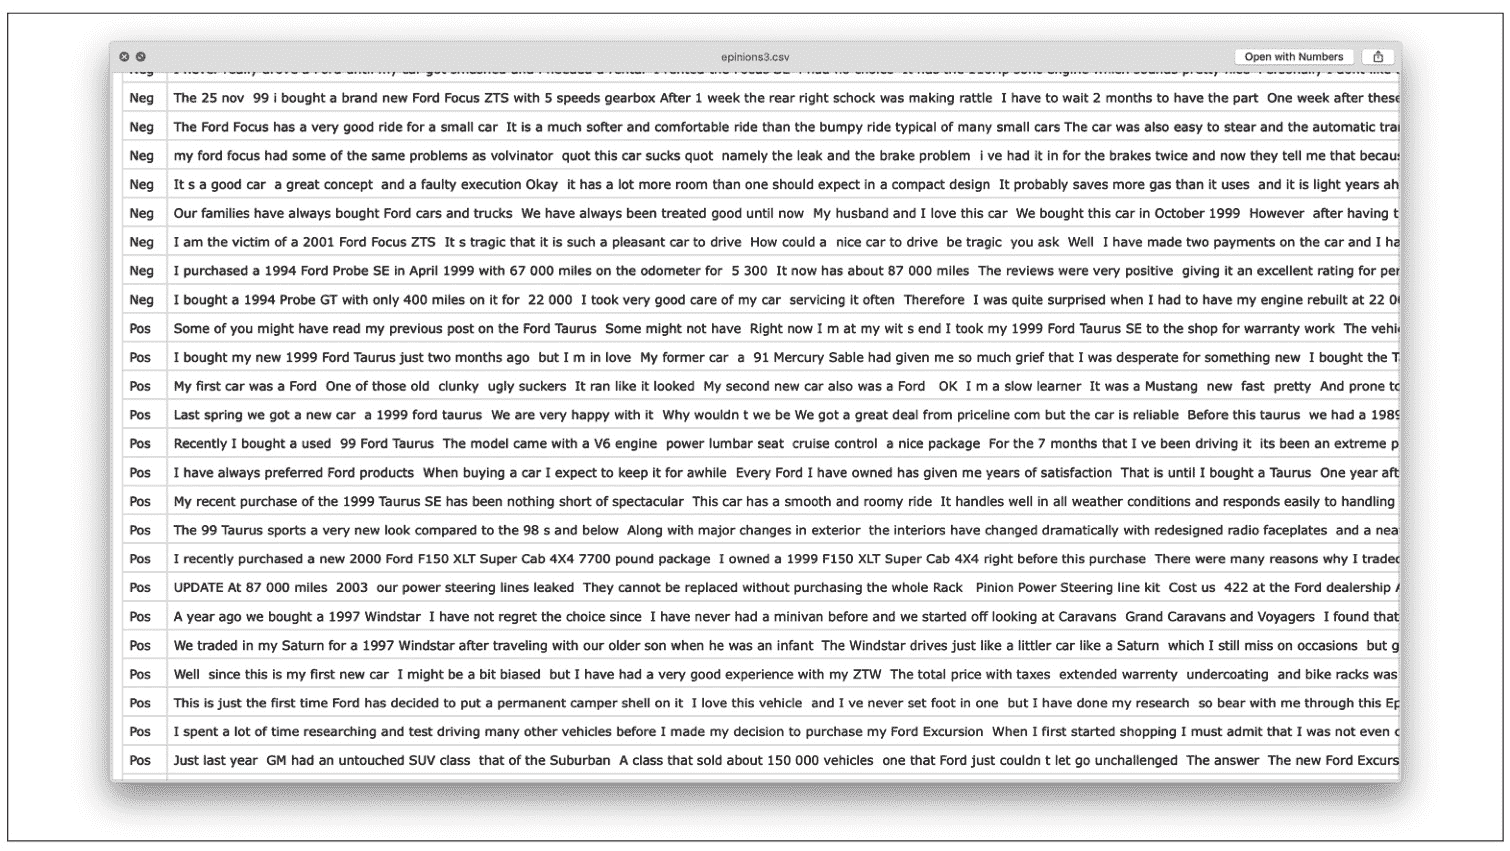 epinions3.csv
Open with Numbers
Neg The 25 nov 99 i bought a brand new Ford Focus ZTS with 5 speeds gearbox After 1 week the rear right schock was making rattle I have to wait 2 months to have the part One week after these
Neg The Ford Focus has a very good ride for a small car It is a much softer and comfortable ride than the bumpy ride typical of many small cars The car was also easy to stear and the automatic tra
Neg my ford focus had some of the same problems as volvinator quot this car sucks quot namely the leak and the brake problem i ve had it in for the brakes twice and now they tell me that becau
Neg It s a good car a great concept and a faulty execution Okay it has a lot more room than one should expect in a compact design It probably saves more gas than it uses and it is light years ah
Neg Our families have always bought Ford cars and trucks We have always been treated good until now My husband and I love this car We bought this car in October 1999 However after having t
Neg I am the victim of a 2001 Ford Focus ZTS It s tragic that it is such a pleasant car to drive How could a nice car to drive be tragic you ask Well I have made two payments on the car and I ha
Neg I purchased a 1994 Ford Probe SE in April 1999 with 67 000 miles on the odometer for 5 300 It now has about 87 000 miles The reviews were very positive giving it an excellent rating for per
Neg I bought a 1994 Probe GT with only 400 miles on it for 22 000 I took very good care of my car servicing it often Therefore I was quite surprised when I had to have my engine rebuilt at 22 0
Pos Some of you might have read my previous post on the Ford Taurus Some might not have Right now I m at my wit s end I took my 1999 Ford Taurus SE to the shop for warranty work The vehi
Pos I bought my new 1999 Ford Taurus just two months ago but I m in love My former car a 91 Mercury Sable had given me so much grief that I was desperate for something new I bought the T
Pos My first car was a Ford One of those old clunky ugly suckers It ran like it looked My second new car also was a Ford OK I m a slow learner It was a Mustang new fast pretty And prone to
Pos Last spring we got a new car a 1999 ford taurus We are very happy with it Why wouldn t we be We got a great deal from priceline com but the car is reliable Before this taurus we had a 1989
Pos Recently I bought a used 99 Ford Taurus The model came with a V6 engine power lumbar seat cruise control a nice package For the 7 months that I ve been driving it its been an extreme p
Pos I have always preferred Ford products When buying a car I expect to keep it for awhile Every Ford I have owned has given me years of satisfaction That is until I bought a Taurus One year aft
Pos My recent purchase of the 1999 Taurus SE has been nothing short of spectacular This car has a smooth and roomy ride It handles well in all weather conditions and responds easily to handling
Pos The 99 Taurus sports a very new look compared to the 98 s and below Along with major changes in exterior the interiors have changed dramatically with redesigned radio faceplates and a nea
Pos I recently purchased a new 2000 Ford F150 XLT Super Cab 4X4 7700 pound package I owned a 1999 F150 XLT Super Cab 4X4 right before this purchase There were many reasons why I traded
Pos UPDATE At 87 000 miles 2003 our power steering lines leaked They cannot be replaced without purchasing the whole Rack Pinion Power Steering line kit Cost us 422 at the Ford dealership A
Pos A year ago we bought a 1997 Windstar I have not regret the choice since I have never had a minivan before and we started off looking at Caravans Grand Caravans and Voyagers I found that
Pos We traded in my Saturn for a 1997 Windstar after traveling with our older son when he was an infant The Windstar drives just like a littler car like a Saturn which I still miss on occasions but g
Pos Well since this is my first new car I might be a bit biased but I have had a very good experience with my ZTW The total price with taxes extended warrenty undercoating and bike racks was
Pos This is just the first time Ford has decided to put a permanent camper shell on it I love this vehicle and I ve never set foot in one but I have done my research so bear with me through this Ep
Pos I spent a lot of time researching and test driving many other vehicles before I made my decision to purchase my Ford Excursion When I first started shopping I must admit that I was not even
Pos Just last year GM had an untouched SUV class that of the Suburban A class that sold about 150 000 vehicles one that Ford just couldn t let go unchallenged The answer The new Ford Excurs